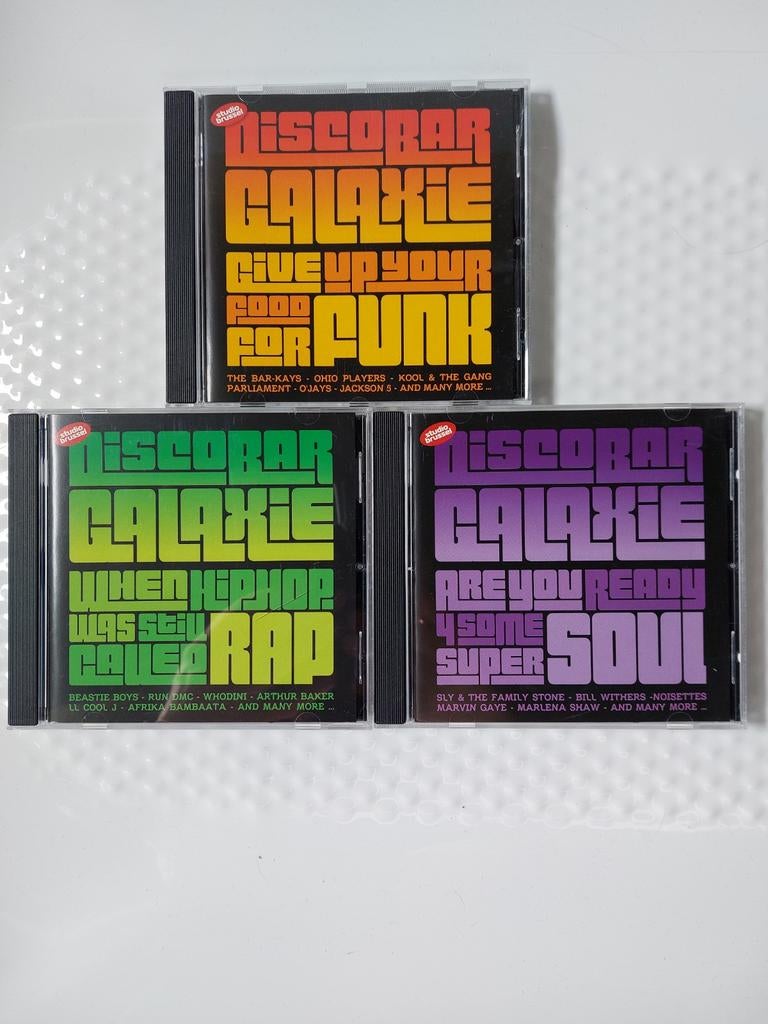 studio
brussel
DISCOBAR
GALAXIE
GIVE UP YOUR
FOOD
FOR FUNK
THE BAR-KAYS - OHIO PLAYERS - KOOL & THE GANG
PARLIAMENT - O'JAYS - JACKSON 5 - AND MANY MORE ...
studio
brussel
DISCOBAR
GALAXIE
WHEN HIPHOP
WAS STILL
CALLED RAP
BEASTIE BOYS - RUN DMC - WHODINI - ARTHUR BAKER
LL COOL J - AFRIKA BAMBAATA - AND MANY MORE ...
studio
brussel
DISCOBAR
GALAXIE
ARE YOU READY
4 SOME
SUPER SOUL
SLY & THE FAMILY STONE - BILL WITHERS -NOISETTES
MARVIN GAYE - MARLENA SHAW - AND MANY MORE ...